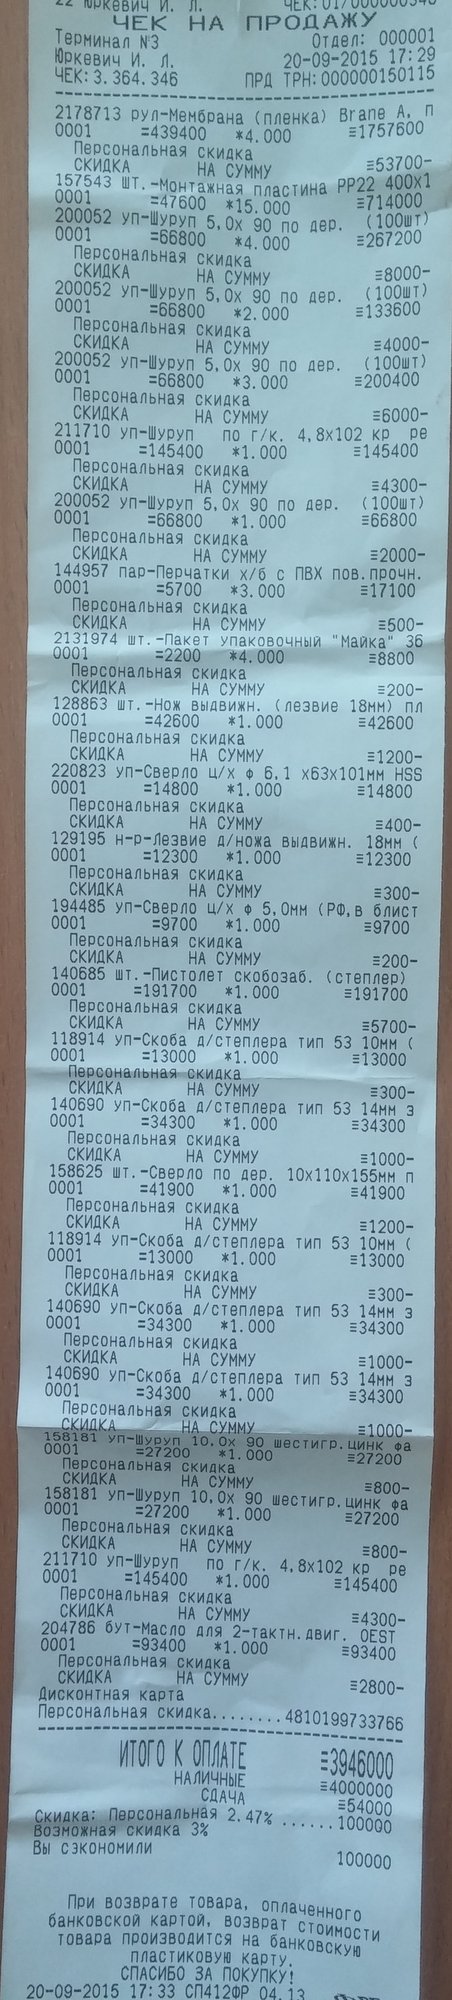 22 Юркевич И. Л. ЧЕК:01/000000340
ЧЕК НА ПРОДАЖУ
Терминал №3 Отдел: 000001
Юркевич И. Л. 20-09-2015 17:29
ЧЕК:3.364.346 ПРД ТРН:000000150115
2178713 рул-Мембрана (пленка) Brane A, п
0001 =439400 *4.000 ≡1757600
Персональная скидка
СКИДКА НА СУММУ ≡53700-
157543 шт.-Монтажная пластина PP22 400x1
0001 =47600 *15.000 ≡714000
200052 уп-Шуруп 5,0х 90 по дер. (100шт)
0001 =66800 *4.000 ≡267200
Персональная скидка
СКИДКА НА СУММУ ≡8000-
200052 уп-Шуруп 5,0х 90 по дер. (100шт)
0001 =66800 *2.000 ≡133600
Персональная скидка
СКИДКА НА СУММУ ≡4000-
200052 уп-Шуруп 5,0х 90 по дер. (100шт)
0001 =66800 *3.000 ≡200400
Персональная скидка
СКИДКА НА СУММУ ≡6000-
211710 уп-Шуруп по г/к. 4,8х102 кр ре
0001 =145400 *1.000 ≡145400
Персональная скидка
СКИДКА НА СУММУ ≡4300-
200052 уп-Шуруп 5,0х 90 по дер. (100шт)
0001 =66800 *1.000 ≡66800
Персональная скидка
СКИДКА НА СУММУ ≡2000-
144957 пар-Перчатки х/б с ПВХ пов.прочн.
0001 =5700 *3.000 ≡17100
Персональная скидка
СКИДКА НА СУММУ ≡500-
2131974 шт.-Пакет упаковочный "Майка" 36
0001 =2200 *4.000 ≡8800
Персональная скидка
СКИДКА НА СУММУ ≡200-
128863 шт.-Нож выдвижн. (лезвие 18мм) пл
0001 =42600 *1.000 ≡42600
Персональная скидка
СКИДКА НА СУММУ ≡1200-
220823 уп-Сверло ц/х ф 6,1 х63х101мм HSS
0001 =14800 *1.000 ≡14800
Персональная скидка
СКИДКА НА СУММУ ≡400-
129195 н-р-Лезвие д/ножа выдвижн. 18мм (
0001 =12300 *1.000 ≡12300
Персональная скидка
СКИДКА НА СУММУ ≡300-
194485 уп-Сверло ц/х ф 5,0мм (РФ,в блист
0001 =9700 *1.000 ≡9700
Персональная скидка
СКИДКА НА СУММУ ≡200-
140685 шт.-Пистолет скобозаб. (степлер)
0001 =191700 *1.000 ≡191700
Персональная скидка
СКИДКА НА СУММУ ≡5700-
118914 уп-Скоба д/степлера тип 53 10мм (
0001 =13000 *1.000 ≡13000
Персональная скидка
СКИДКА НА СУММУ ≡300-
140690 уп-Скоба д/степлера тип 53 14мм з
0001 =34300 *1.000 ≡34300
Персональная скидка
СКИДКА НА СУММУ ≡1000-
158625 шт.-Сверло по дер. 10х110х155мм п
0001 =41900 *1.000 ≡41900
Персональная скидка
СКИДКА НА СУММУ ≡1200-
118914 уп-Скоба д/степлера тип 53 10мм (
0001 =13000 *1.000 ≡13000
Персональная скидка
СКИДКА НА СУММУ ≡300-
140690 уп-Скоба д/степлера тип 53 14мм з
0001 =34300 *1.000 ≡34300
Персональная скидка
СКИДКА НА СУММУ ≡1000-
140690 уп-Скоба д/степлера тип 53 14мм з
0001 =34300 *1.000 ≡34300
Персональная скидка
СКИДКА НА СУММУ ≡1000-
158181 уп-Шуруп 10,0х 90 шестигр.цинк фа
0001 =27200 *1.000 ≡27200
Персональная скидка
СКИДКА НА СУММУ ≡800-
158181 уп-Шуруп 10,0х 90 шестигр.цинк фа
0001 =27200 *1.000 ≡27200
Персональная скидка
СКИДКА НА СУММУ ≡800-
211710 уп-Шуруп по г/к. 4,8х102 кр ре
0001 =145400 *1.000 ≡145400
Персональная скидка
СКИДКА НА СУММУ ≡4300-
204786 бут-Масло для 2-тактн.двиг. OEST
0001 =93400 *1.000 ≡93400
Персональная скидка
СКИДКА НА СУММУ ≡2800-
Дисконтная карта
Персональная скидка........4810199733766
ИТОГО К ОПЛАТЕ ≡3946000
НАЛИЧНЫЕ ≡4000000
СДАЧА ≡54000
Скидка: Персональная 2.47% ......100000
Возможная скидка 3%
Вы сэкономили 100000
При возврате товара, оплаченного
банковской картой, возврат стоимости
товара производится на банковскую
пластиковую карту.
СПАСИБО ЗА ПОКУПКУ!
20-09-2015 17:33 СП412ФР 04.13